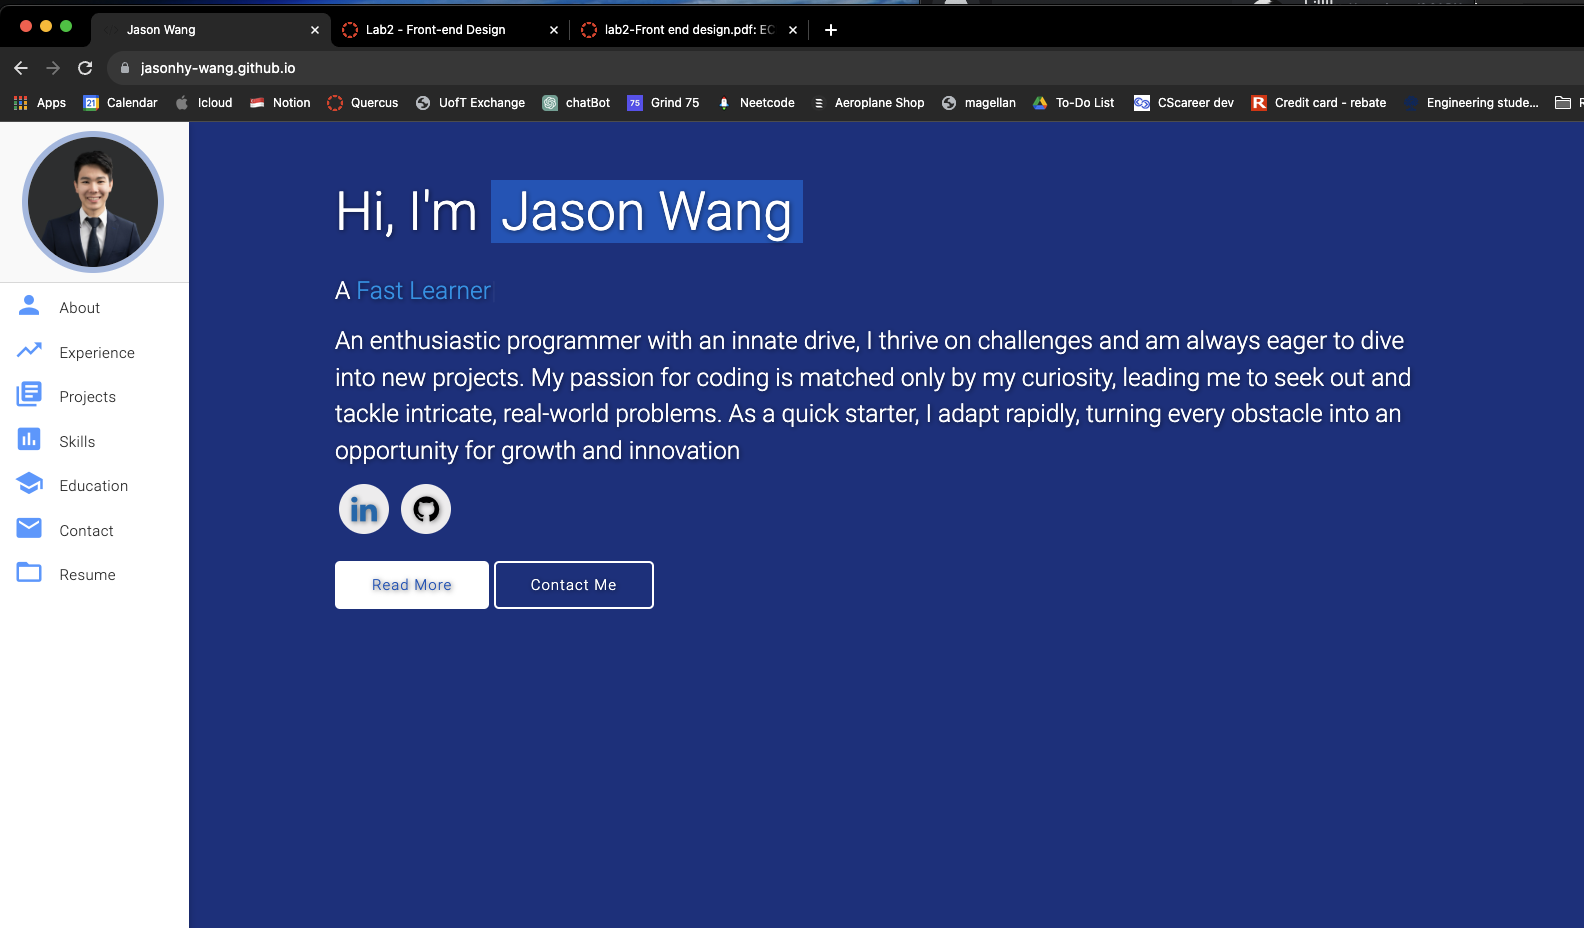 Jason Wang
Lab2 - Front-end Design
lab2-Front end design.pdf: EC
jasonhy-wang.github.io
Apps
Calendar
Icloud
Notion
Quercus
UofT Exchange
chatBot
75 Grind 75
Neetcode
Aeroplane Shop
magellan
To-Do List
CScareer dev
R Credit card - rebate
Engineering stude...
Hi, I'm Jason Wang
A Fast Learner
An enthusiastic programmer with an innate drive, I thrive on challenges and am always eager to dive
into new projects. My passion for coding is matched only by my curiosity, leading me to seek out and
tackle intricate, real-world problems. As a quick starter, I adapt rapidly, turning every obstacle into an
opportunity for growth and innovation
in
Read More
Contact Me
About
Experience
Projects
Skills
Education
Contact
Resume